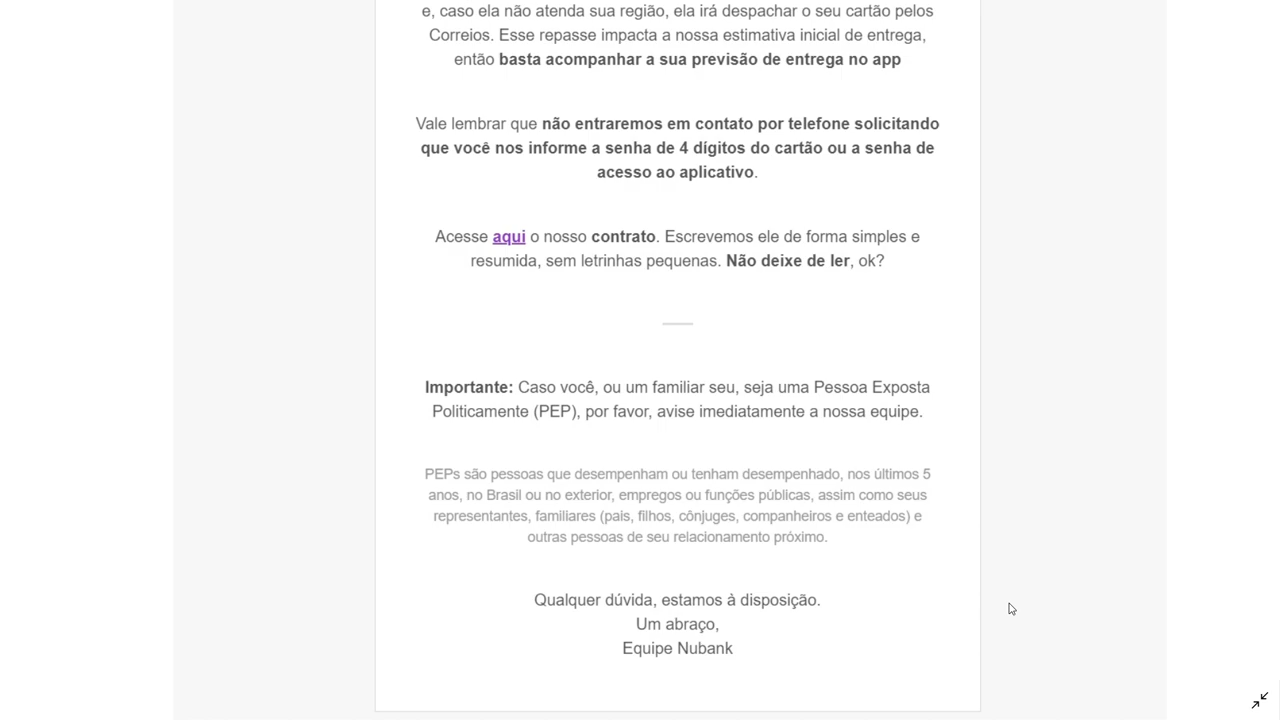 e, caso ela não atenda sua região, ela irá despachar o seu cartão pelos
Correios. Esse repasse impacta a nossa estimativa inicial de entrega,
então basta acompanhar a sua previsão de entrega no app
Vale lembrar que não entraremos em contato por telefone solicitando
que você nos informe a senha de 4 dígitos do cartão ou a senha de
acesso ao aplicativo.
Acesse aqui o nosso contrato. Escrevemos ele de forma simples e
resumida, sem letrinhas pequenas. Não deixe de ler, ok?
Importante: Caso você, ou um familiar seu, seja uma Pessoa Exposta
Politicamente (PEP), por favor, avise imediatamente a nossa equipe.
PEPs são pessoas que desempenham ou tenham desempenhado, nos últimos 5
anos, no Brasil ou no exterior, empregos ou funções públicas, assim como seus
representantes, familiares (pais, filhos, cônjuges, companheiros e enteados) e
outras pessoas de seu relacionamento próximo.
Qualquer dúvida, estamos à disposição.
Um abraço,
Equipe Nubank